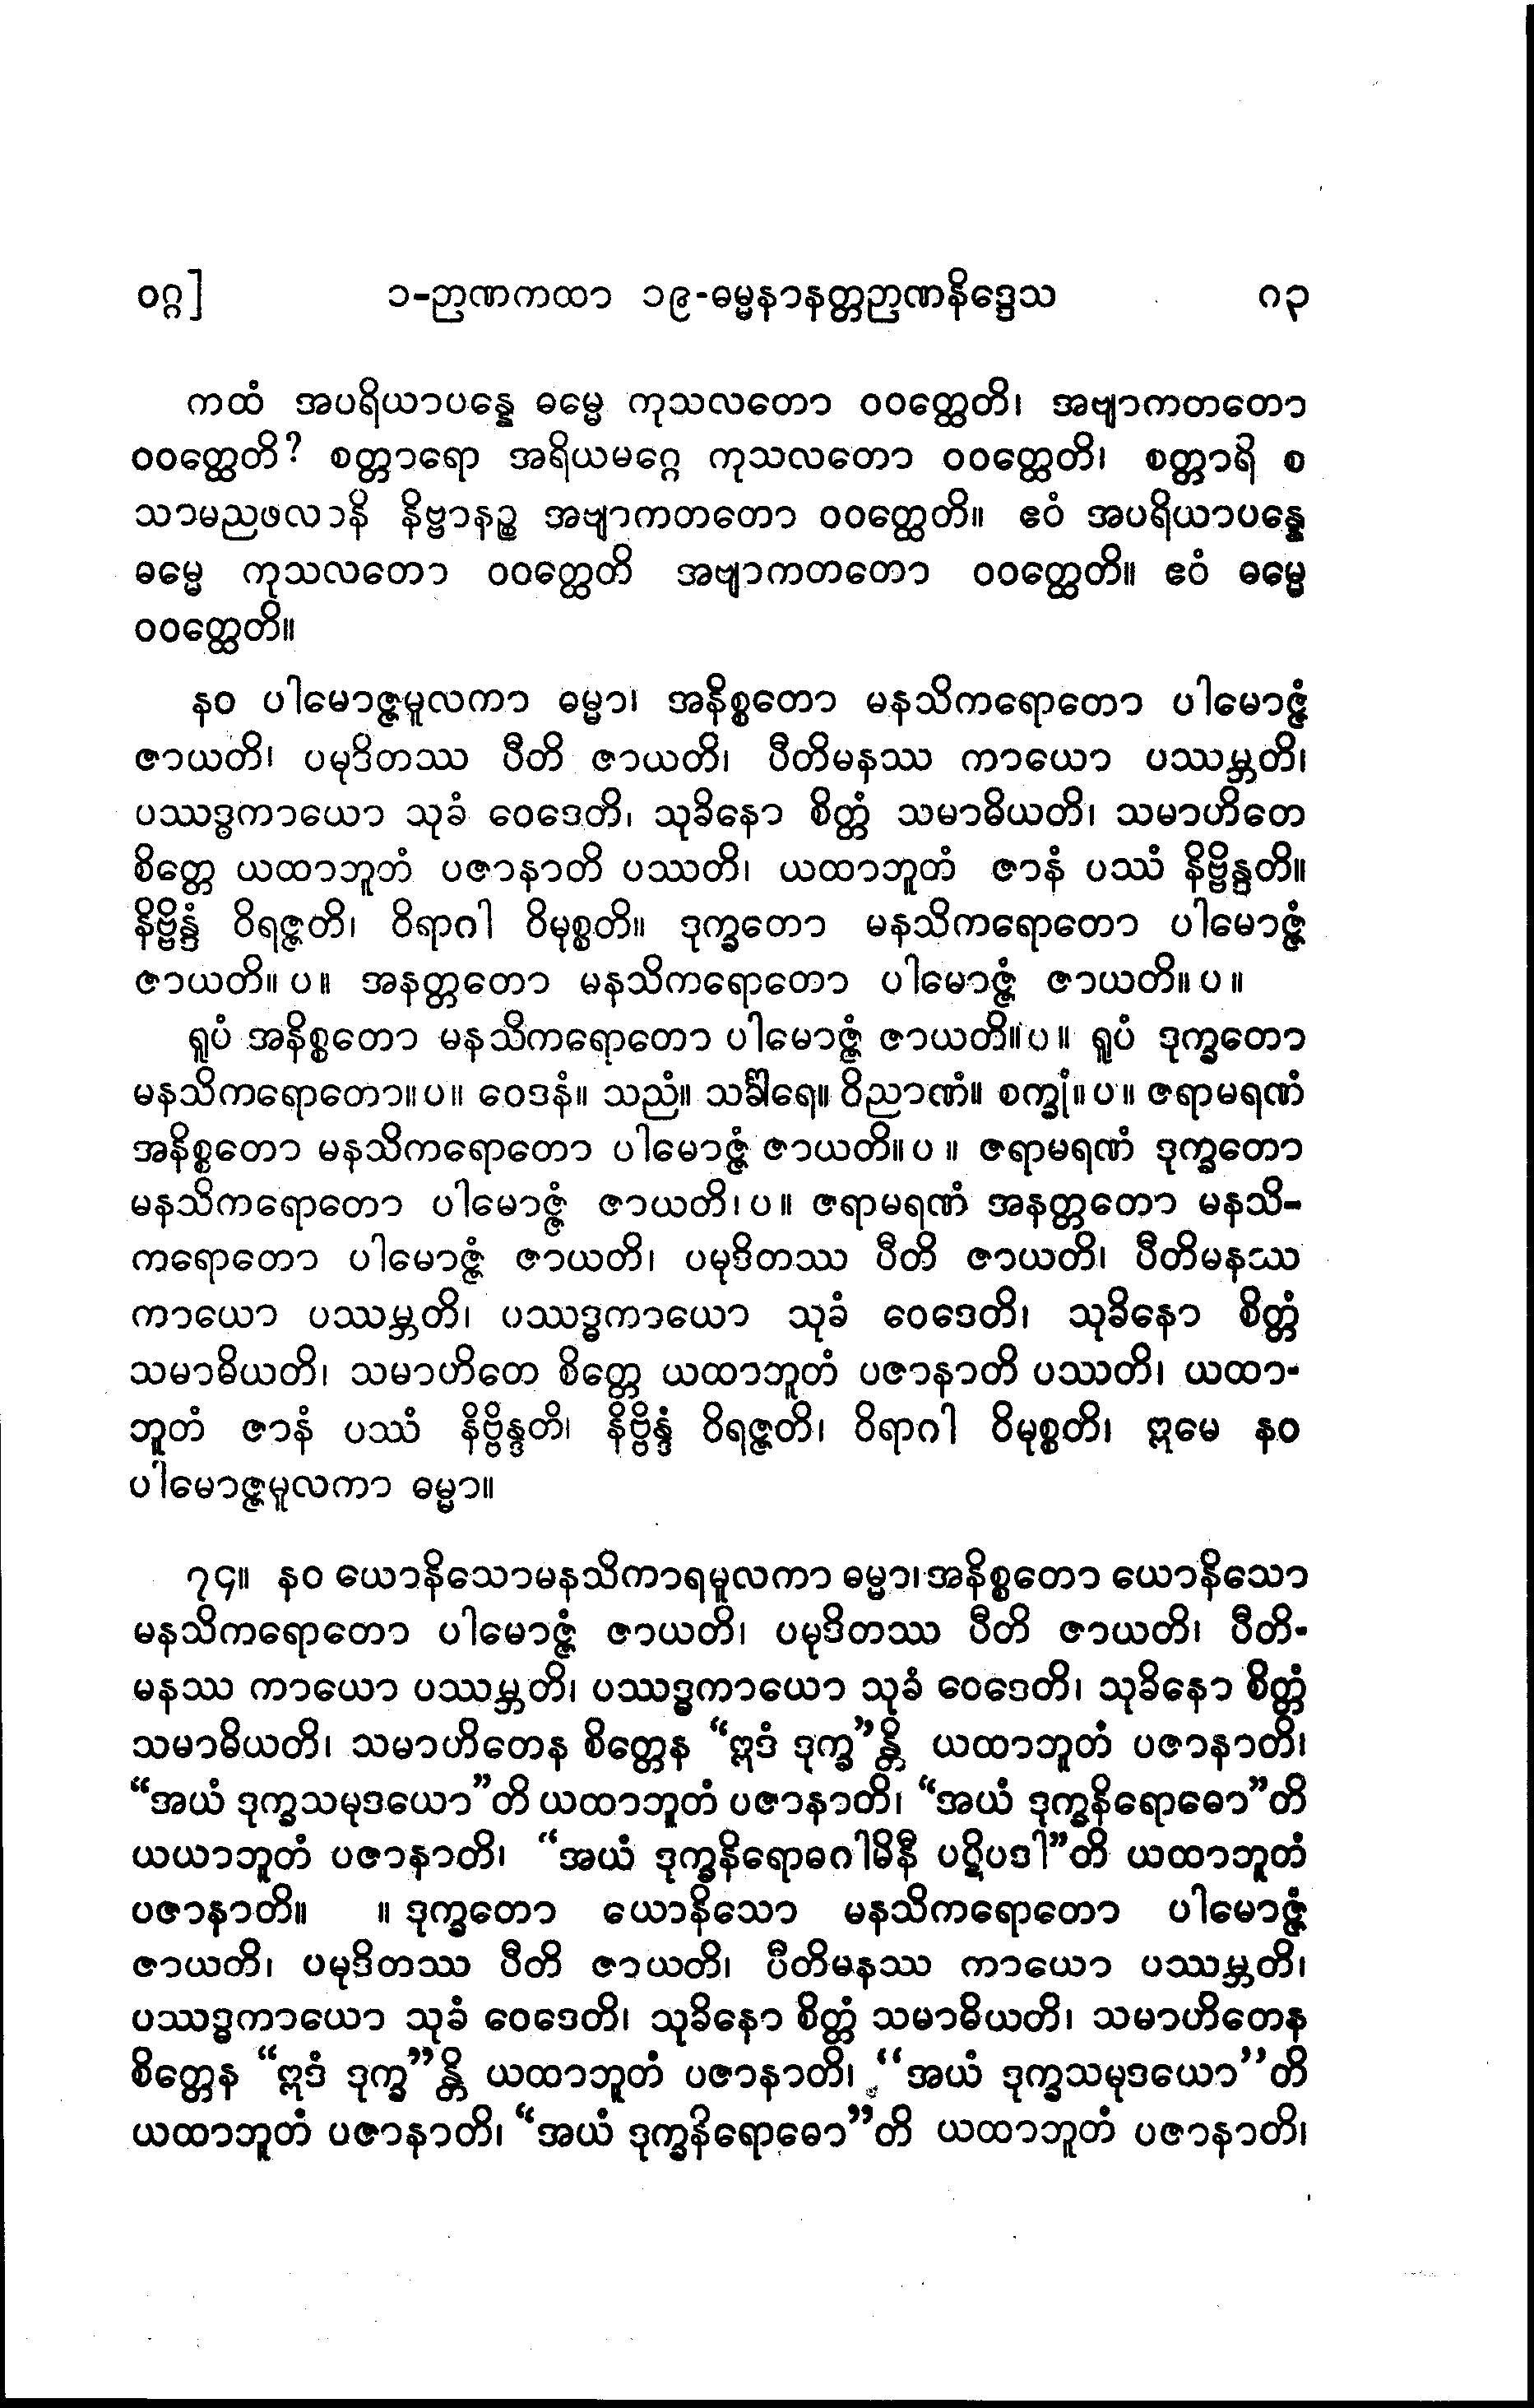 ဝဂ္ဂ] ၁-ဉာဏကထာ ၁၉-ဓမ္မနာနတ္တဉာဏနိဒ္ဒေသ ဂ၃
ကထံ အပရိယာပန္နေ ဓမ္မေ ကုသလတော ဝဝတ္ထေတိ၊ အဗျာကတတော
ဝဝတ္ထေတိ? စတ္တာရော အရိယမဂ္ဂေ ကုသလတော ဝဝတ္ထေတိ၊ စတ္တာရိ စ
သာမညဖလာနိ နိဗ္ဗာနဉ္စ အဗျာကတတော ဝဝတ္ထေတိ။ ဧဝံ အပရိယာပန္နေ
ဓမ္မေ ကုသလတော ဝဝတ္ထေတိ အဗျာကတတော ဝဝတ္ထေတိ။ ဧဝံ ဓမ္မေ
ဝဝတ္ထေတိ။
နဝ ပါမောဇ္ဇမူလကာ ဓမ္မာ၊ အနိစ္စတော မနသိကရောတော ပါမောဇ္ဇံ
ဇာယတိ၊ ပမုဒိတဿ ပီတိ ဇာယတိ၊ ပီတိမနဿ ကာယော ပဿမ္ဘတိ၊
ပဿဒ္ဓကာယော သုခံ ဝေဒေတိ၊ သုခိနော စိတ္တံ သမာဓိယတိ၊ သမာဟိတေ
စိတ္တေ ယထာဘူတံ ပဇာနာတိ ပဿတိ၊ ယထာဘူတံ ဇာနံ ပဿံ နိဗ္ဗိန္ဒတိ။
နိဗ္ဗိန္ဒံ ဝိရဇ္ဇတိ၊ ဝိရာဂါ ဝိမုစ္စတိ။ ဒုက္ခတော မနသိကရောတော ပါမောဇ္ဇံ
ဇာယတိ။ ပ။ အနတ္တတော မနသိကရောတော ပါမောဇ္ဇံ ဇာယတိ။ ပ။
ရူပံ အနိစ္စတော မနသိကရောတော ပါမောဇ္ဇံ ဇာယတိ။ ပ။ ရူပံ ဒုက္ခတော
မနသိကရောတော။ ပ။ ဝေဒနံ။ သညံ။ သင်္ခါရေ။ ဝိညာဏံ။ စက္ခုံ။ ပ။ ဇရာမရဏံ
အနိစ္စတော မနသိကရောတော ပါမောဇ္ဇံ ဇာယတိ။ ပ။ ဇရာမရဏံ ဒုက္ခတော
မနသိကရောတော ပါမောဇ္ဇံ ဇာယတိ၊ ပ။ ဇရာမရဏံ အနတ္တတော မနသိ-
ကရောတော ပါမောဇ္ဇံ ဇာယတိ၊ ပမုဒိတဿ ပီတိ ဇာယတိ၊ ပီတိမနဿ
ကာယော ပဿမ္ဘတိ၊ ပဿဒ္ဓကာယော သုခံ ဝေဒေတိ၊ သုခိနော စိတ္တံ
သမာဓိယတိ၊ သမာဟိတေ စိတ္တေ ယထာဘူတံ ပဇာနာတိ ပဿတိ၊ ယထာ-
ဘူတံ ဇာနံ ပဿံ နိဗ္ဗိန္ဒတိ၊ နိဗ္ဗိန္ဒံ ဝိရဇ္ဇတိ၊ ဝိရာဂါ ဝိမုစ္စတိ၊ ဣမေ နဝ
ပါမောဇ္ဇမူလကာ ဓမ္မာ။
၇၄။ နဝ ယောနိသောမနသိကာရမူလကာ ဓမ္မာ၊ အနိစ္စတော ယောနိသော
မနသိကရောတော ပါမောဇ္ဇံ ဇာယတိ၊ ပမုဒိတဿ ပီတိ ဇာယတိ၊ ပီတိ-
မနဿ ကာယော ပဿမ္ဘတိ၊ ပဿဒ္ဓကာယော သုခံ ဝေဒေတိ၊ သုခိနော စိတ္တံ
သမာဓိယတိ၊ သမာဟိတေန စိတ္တေန “ဣဒံ ဒုက္ခ”န္တိ ယထာဘူတံ ပဇာနာတိ၊
“အယံ ဒုက္ခသမုဒယော”တိ ယထာဘူတံ ပဇာနာတိ၊ “အယံ ဒုက္ခနိရောဓော”တိ
ယယာဘူတံ ပဇာနာတိ၊ “အယံ ဒုက္ခနိရောဓဂါမိနီ ပဋိပဒါ”တိ ယထာဘူတံ
ပဇာနာတိ။ ။ ဒုက္ခတော ယောနိသော မနသိကရောတော ပါမောဇ္ဇံ
ဇာယတိ၊ ပမုဒိတဿ ပီတိ ဇာယတိ၊ ပီတိမနဿ ကာယော ပဿမ္ဘတိ၊
ပဿဒ္ဓကာယော သုခံ ဝေဒေတိ၊ သုခိနော စိတ္တံ သမာဓိယတိ၊ သမာဟိတေန
စိတ္တေန “ဣဒံ ဒုက္ခ”န္တိ ယထာဘူတံ ပဇာနာတိ၊ “အယံ ဒုက္ခသမုဒယော”တိ
ယထာဘူတံ ပဇာနာတိ၊ “အယံ ဒုက္ခနိရောဓော”တိ ယထာဘူတံ ပဇာနာတိ၊